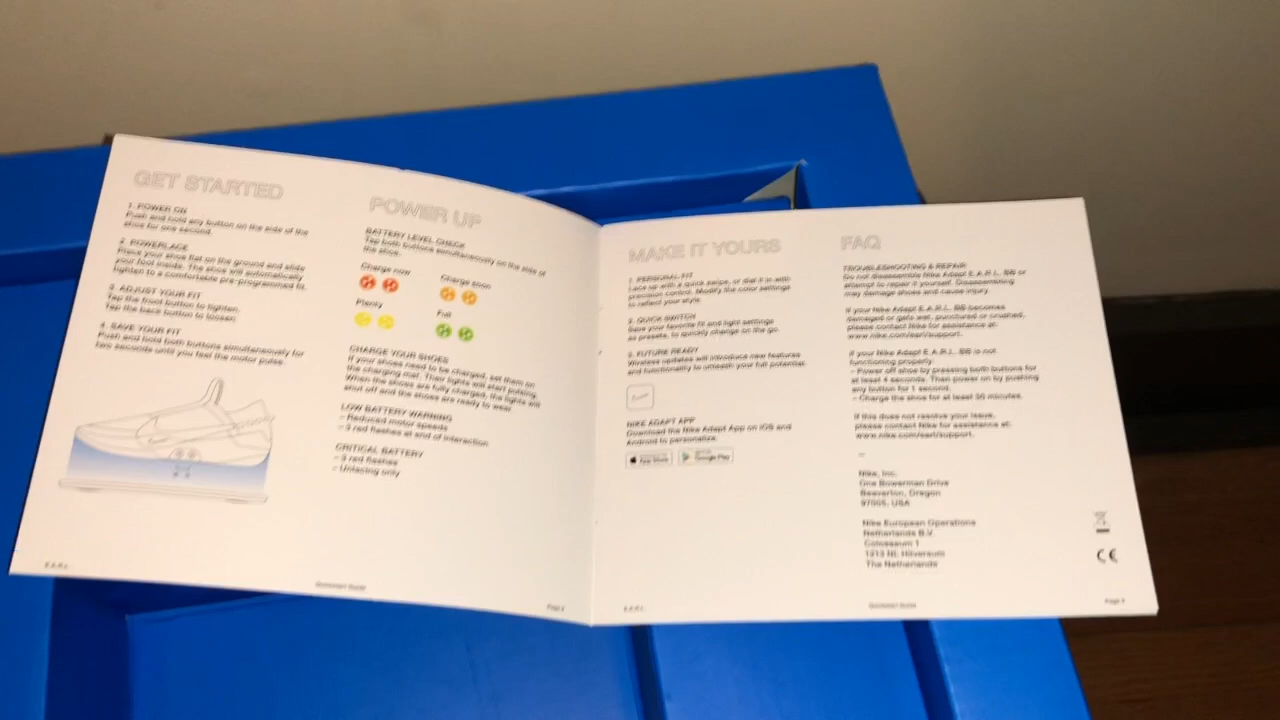 GET STARTED
1. POWER ON
Push and hold any button on the side of the
shoe for one second.
2. POWERLACE
Place your shoe flat on the ground and slide
your foot inside. The shoe will automatically
tighten to a comfortable pre-programmed fit.
3. ADJUST YOUR FIT
Tap the front button to tighten.
Tap the back button to loosen.
4. SAVE YOUR FIT
Push and hold both buttons simultaneously for
two seconds until you feel the motor pulse.
E.A.R.L.
POWER UP
BATTERY LEVEL CHECK
Tap both buttons simultaneously on the side of
the shoe.
Charge now
Charge soon
Plenty
Full
CHARGE YOUR SHOES
If your shoes need to be charged, set them on
the charging mat. Their lights will start pulsing.
When the shoes are fully charged, the lights will
shut off and the shoes are ready to wear.
LOW BATTERY WARNING
– Reduced motor speeds
– 3 red flashes at end of interaction
CRITICAL BATTERY
– 3 red flashes
– Unlacing only
Quickstart Guide
MAKE IT YOURS
1. PERSONAL FIT
Lace up with a quick swipe, or dial it in with
precision control. Modify the color settings
to reflect your style.
2. QUICK SWITCH
Save your favorite fit and light settings
as presets, to quickly change on the go.
3. FUTURE READY
Wireless updates will introduce new features
and functionality to unleash your full potential.
NIKE ADAPT APP
Download the Nike Adapt App on iOS and
Android to personalize.
App Store
Google Play
E.A.R.L.
FAQ
TROUBLESHOOTING & REPAIR
Do not disassemble Nike Adapt E.A.R.L. BB or
attempt to repair it yourself. Disassembling
may damage shoes and cause injury.
If your Nike Adapt E.A.R.L. BB becomes
damaged or gets wet, punctured or crushed,
please contact Nike for assistance at:
www.nike.com/earl/support.
If your Nike Adapt E.A.R.L. BB is not
functioning properly:
– Power off shoe by pressing both buttons for
at least 4 seconds. Then power on by pushing
any button for 1 second.
– Charge the shoe for at least 30 minutes.
If this does not resolve your issue,
please contact Nike for assistance at:
www.nike.com/earl/support.
–
Nike, Inc.
One Bowerman Drive
Beaverton, Oregon
97005, USA
Nike European Operations
Netherlands B.V.
Colosseum 1
1213 NL Hilversum
The Netherlands
CE
Quickstart Guide